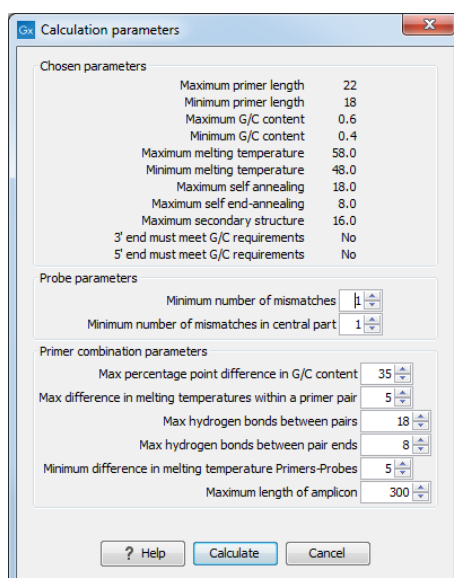 Gx Calculation parameters
Chosen parameters
Maximum primer length 22
Minimum primer length 18
Maximum G/C content 0.6
Minimum G/C content 0.4
Maximum melting temperature 58.0
Minimum melting temperature 48.0
Maximum self annealing 18.0
Maximum self end-annealing 8.0
Maximum secondary structure 16.0
3' end must meet G/C requirements No
5' end must meet G/C requirements No
Probe parameters
Minimum number of mismatches 1
Minimum number of mismatches in central part 1
Primer combination parameters
Max percentage point difference in G/C content 35
Max difference in melting temperatures within a primer pair 5
Max hydrogen bonds between pairs 18
Max hydrogen bonds between pair ends 8
Minimum difference in melting temperature Primers-Probes 5
Maximum length of amplicon 300
? Help Calculate Cancel